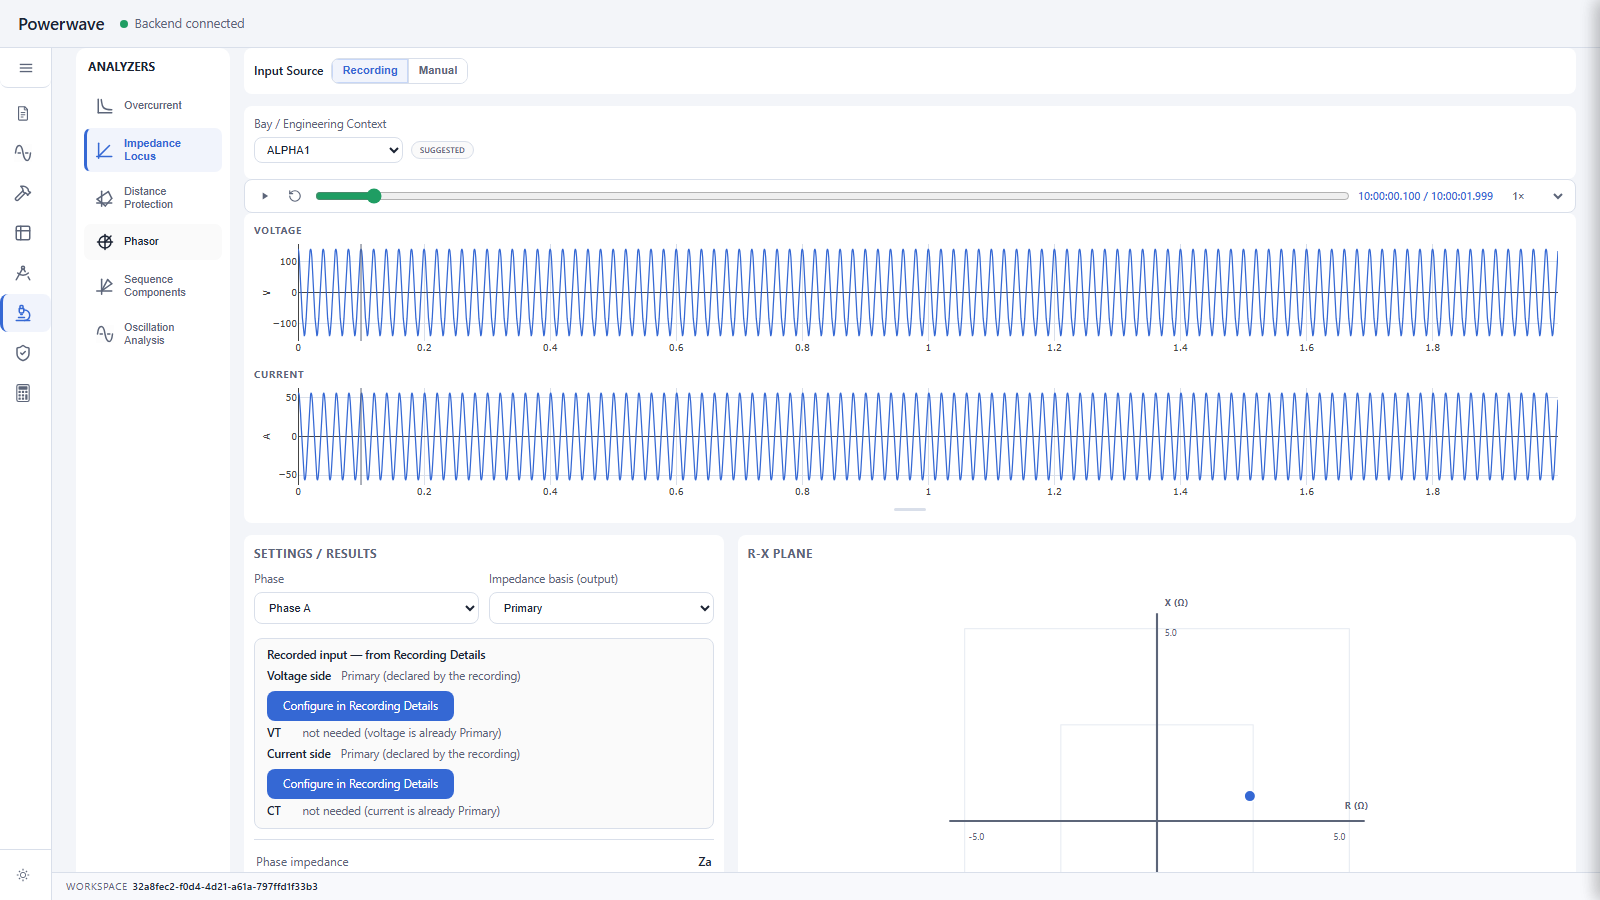 Powerwave
Backend connected
ANALYZERS
Overcurrent
Impedance
Locus
Distance
Protection
Phasor
Sequence
Components
Oscillation
Analysis
Input Source
Recording
Manual
Bay / Engineering Context
ALPHA1
SUGGESTED
10:00:00.100 / 10:00:01.999
1×
VOLTAGE
100
0
−100
V
0 0.2 0.4 0.6 0.8 1 1.2 1.4 1.6 1.8
CURRENT
50
0
−50
A
0 0.2 0.4 0.6 0.8 1 1.2 1.4 1.6 1.8
SETTINGS / RESULTS
Phase
Impedance basis (output)
Phase A
Primary
Recorded input — from Recording Details
Voltage side Primary (declared by the recording)
Configure in Recording Details
VT not needed (voltage is already Primary)
Current side Primary (declared by the recording)
Configure in Recording Details
CT not needed (current is already Primary)
Phase impedance Za
R-X PLANE
X (Ω)
5.0
R (Ω)
-5.0
5.0
WORKSPACE 32a8fec2-f0d4-4d21-a61a-797ffd1f33b3